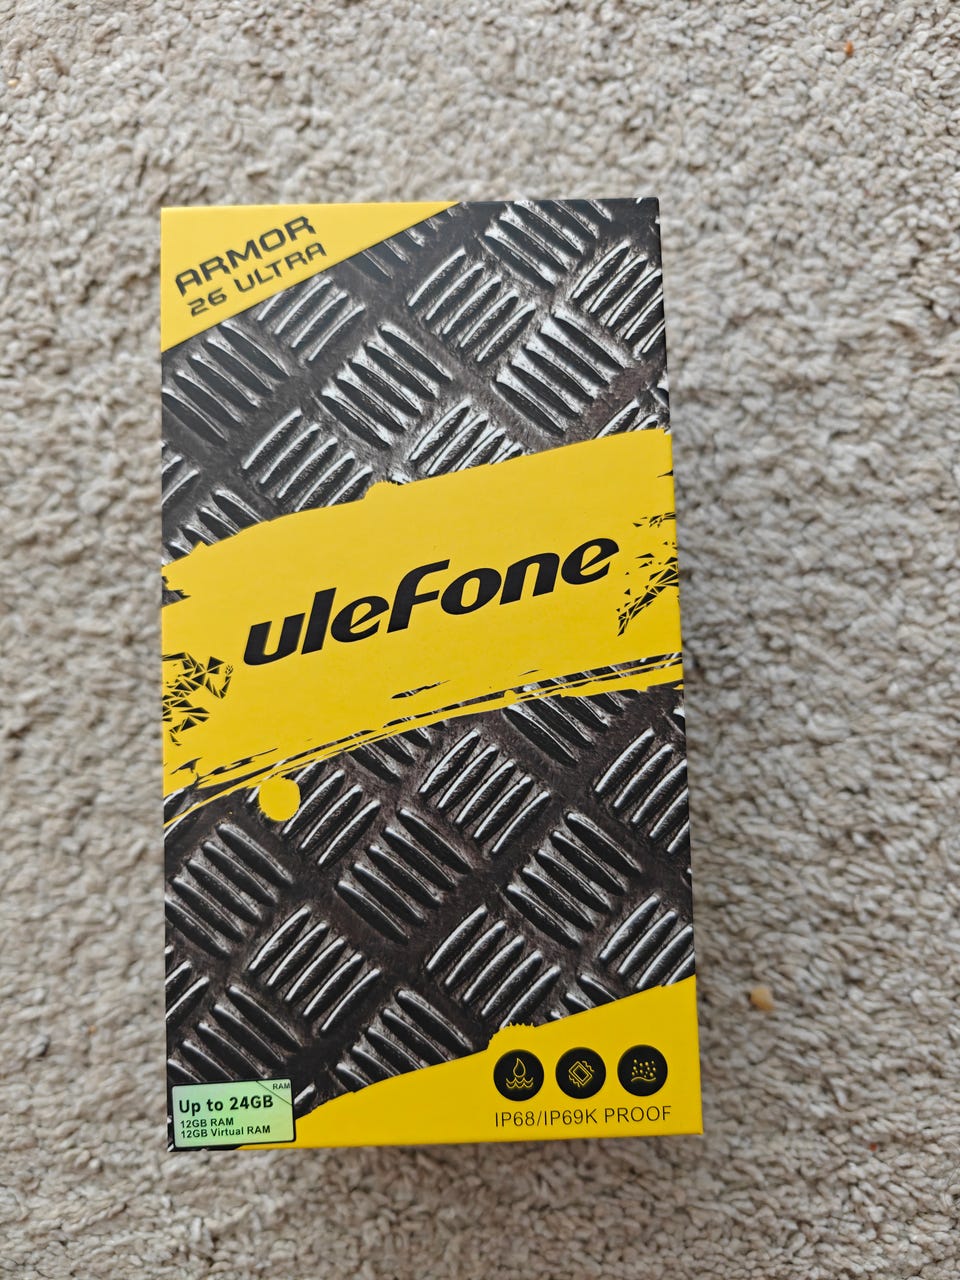 ARMOR
26 ULTRA
ulefone
RAM
Up to 24GB
12GB RAM
12GB Virtual RAM
IP68/IP69K PROOF